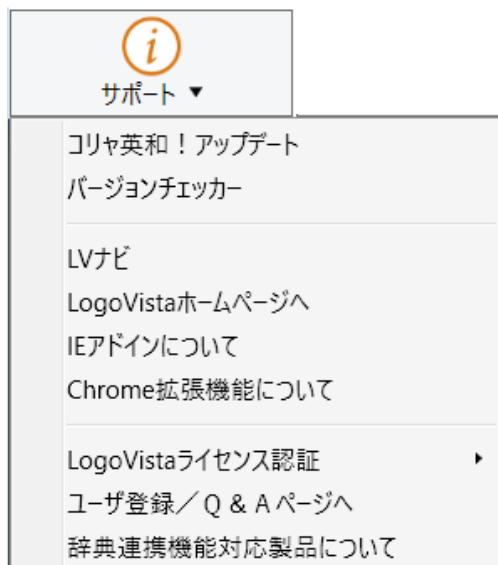 i
サポート ▼
コリャ英和！アップデート
バージョンチェッカー
LVナビ
LogoVistaホームページへ
IEアドインについて
Chrome拡張機能について
LogoVistaライセンス認証
ユーザ登録／Q & Aページへ
辞典連携機能対応製品について